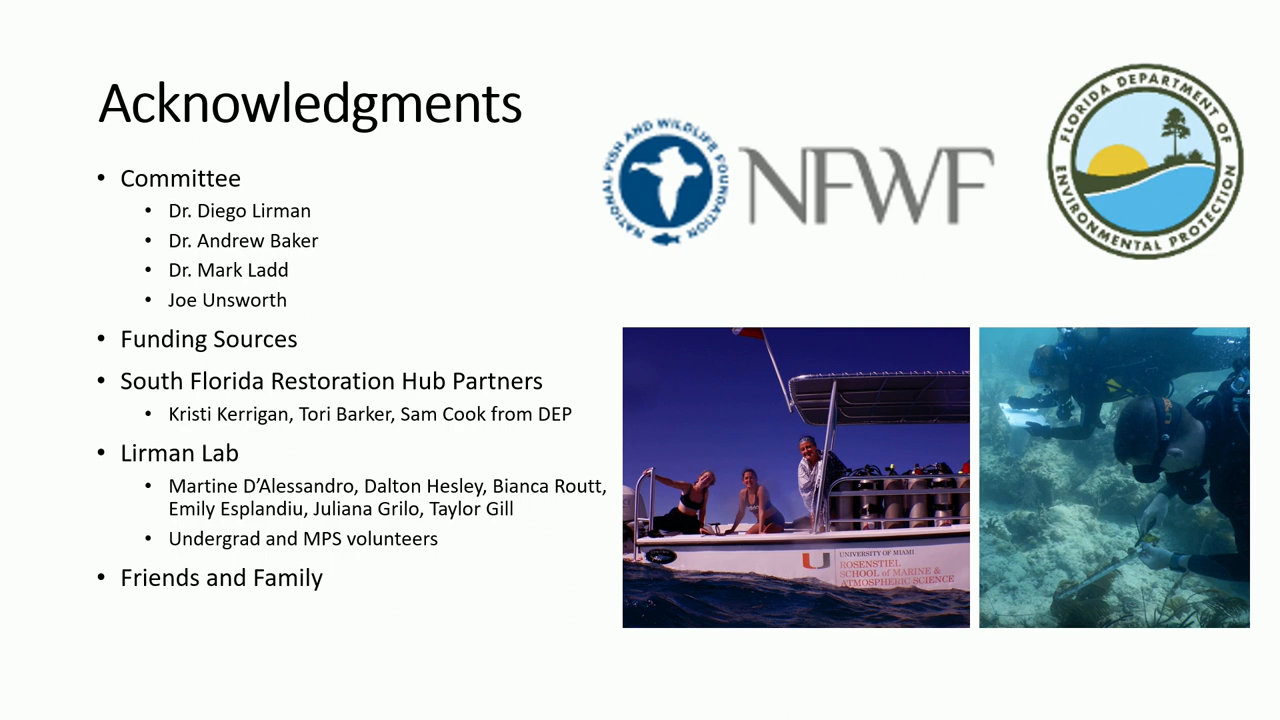 Acknowledgments
• Committee
• Dr. Diego Lirman
• Dr. Andrew Baker
• Dr. Mark Ladd
• Joe Unsworth
• Funding Sources
• South Florida Restoration Hub Partners
• Kristi Kerrigan, Tori Barker, Sam Cook from DEP
• Lirman Lab
• Martine D’Alessandro, Dalton Hesley, Bianca Routt,
Emily Esplandiu, Juliana Grilo, Taylor Gill
• Undergrad and MPS volunteers
• Friends and Family
NATIONAL FISH AND WILDLIFE FOUNDATION
NFWF
FLORIDA DEPARTMENT OF
ENVIRONMENTAL PROTECTION
U
UNIVERSITY OF MIAMI
ROSENSTIEL
SCHOOL of MARINE &
ATMOSPHERIC SCIENCE